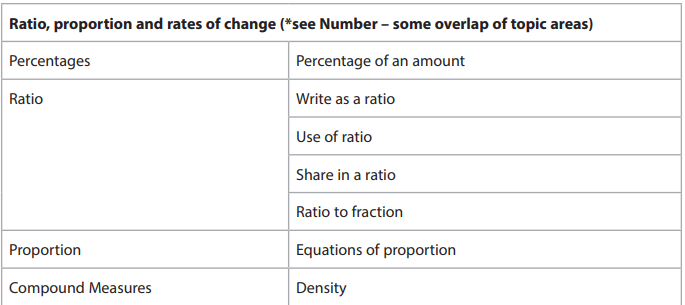 Ratio, proportion and rates of change (*see Number – some overlap of topic areas)
Percentages Percentage of an amount
Ratio Write as a ratio
Use of ratio
Share in a ratio
Ratio to fraction
Proportion Equations of proportion
Compound Measures Density